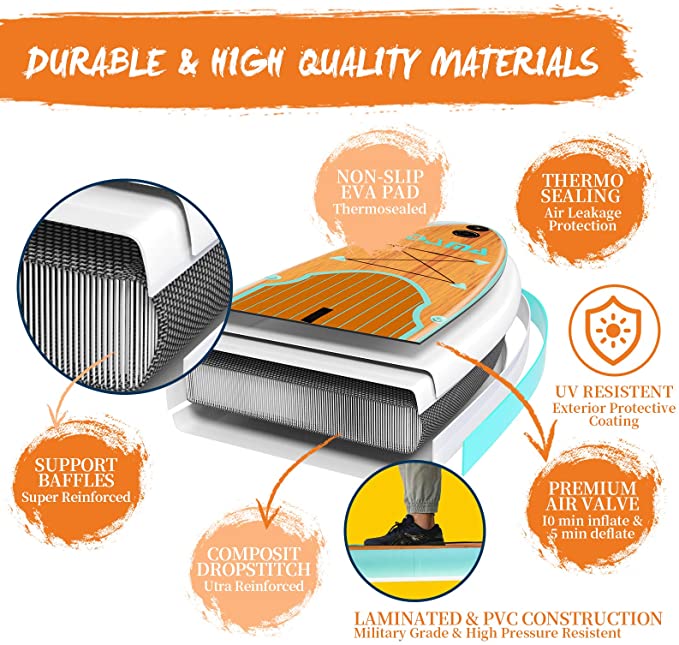 DURABLE & HIGH QUALITY MATERIALS
NON-SLIP
EVA PAD
Thermosealed
THERMO
SEALING
Air Leakage
Protection
UV RESISTENT
Exterior Protective
Coating
SUPPORT
BAFFLES
Super Reinforced
PREMIUM
AIR VALVE
10 min inflate &
5 min deflate
COMPOSIT
DROPSTITCH
Utra Reinforced
LAMINATED & PVC CONSTRUCTION
Military Grade & High Pressure Resistent